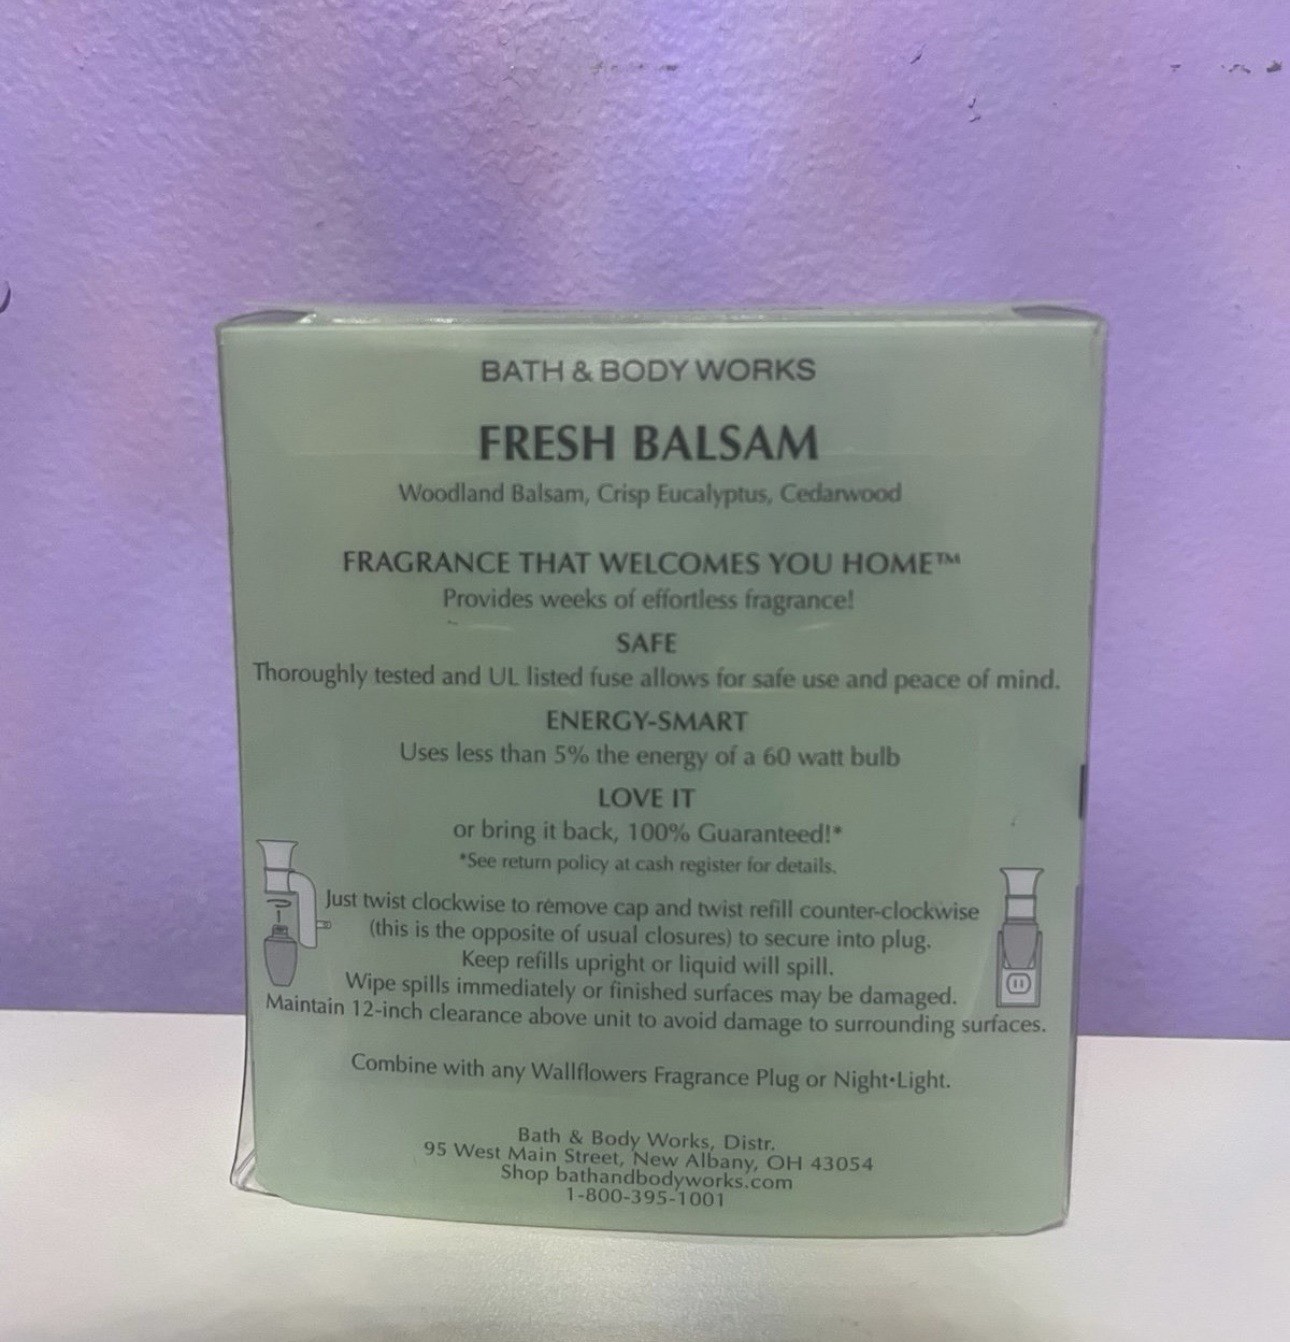 BATH & BODY WORKS
FRESH BALSAM
Woodland Balsam, Crisp Eucalyptus, Cedarwood
FRAGRANCE THAT WELCOMES YOU HOME™
Provides weeks of effortless fragrance!
SAFE
Thoroughly tested and UL listed fuse allows for safe use and peace of mind.
ENERGY-SMART
Uses less than 5% the energy of a 60 watt bulb
LOVE IT
or bring it back, 100% Guaranteed!*
*See return policy at cash register for details.
Just twist clockwise to remove cap and twist refill counter-clockwise
(this is the opposite of usual closures) to secure into plug.
Keep refills upright or liquid will spill.
Wipe spills immediately or finished surfaces may be damaged.
Maintain 12-inch clearance above unit to avoid damage to surrounding surfaces.
Combine with any Wallflowers Fragrance Plug or Night•Light.
Bath & Body Works, Distr.
95 West Main Street, New Albany, OH 43054
Shop bathandbodyworks.com
1-800-395-1001